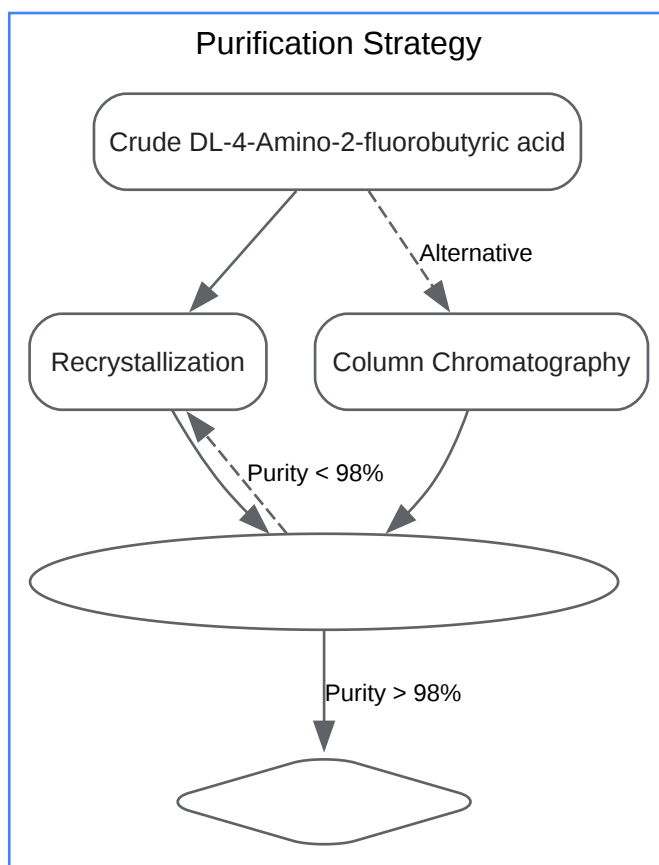 Purification Strategy
Crude DL-4-Amino-2-fluorobutyric acid
Alternative
Recrystallization
Column Chromatography
Purity < 98%
Purity > 98%